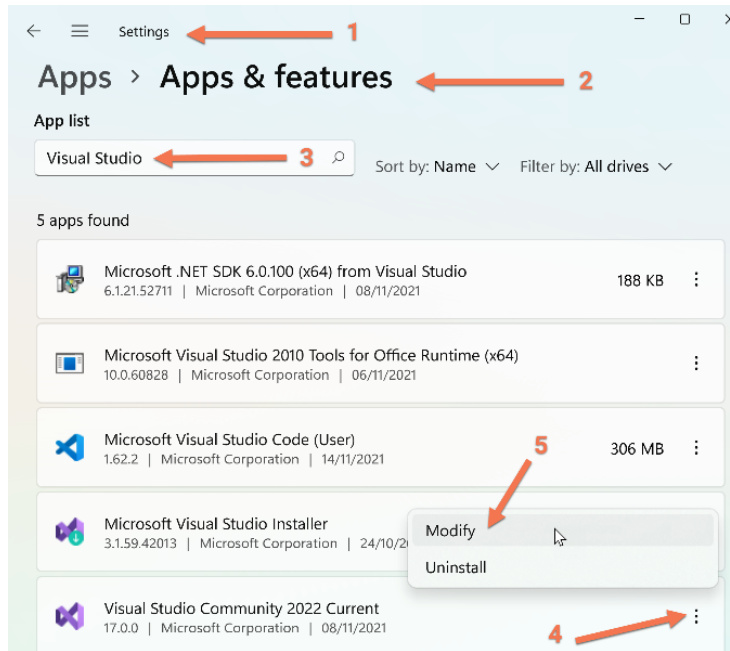 Settings 1
Apps > Apps & features 2
App list
Visual Studio 3 Sort by: Name Filter by: All drives
5 apps found
Microsoft .NET SDK 6.0.100 (x64) from Visual Studio
6.1.21.52711 | Microsoft Corporation | 08/11/2021
188 KB
Microsoft Visual Studio 2010 Tools for Office Runtime (x64)
10.0.60828 | Microsoft Corporation | 06/11/2021
Microsoft Visual Studio Code (User)
1.62.2 | Microsoft Corporation | 14/11/2021
306 MB
5
Microsoft Visual Studio Installer
3.1.59.42013 | Microsoft Corporation | 24/10/2
Modify
Uninstall
Visual Studio Community 2022 Current
17.0.0 | Microsoft Corporation | 08/11/2021
4